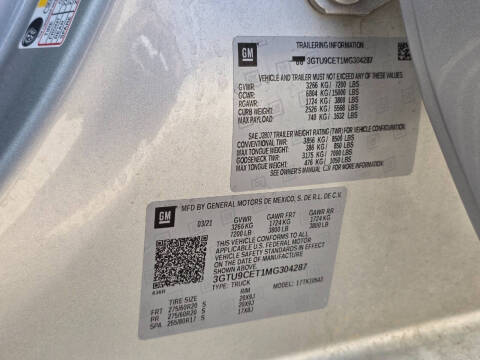 GM
TRAILERING INFORMATION
3GTU9CET1MG304287
VEHICLE AND TRAILER MUST NOT EXCEED ANY OF THESE RATINGS
GVWR: 3266 KG/ 7200 LBS
GCWR: 6804 KG/ 15000 LBS
RGAWR: 1724 KG/ 3800 LBS
CURB WEIGHT: 2526 KG/ 5568 LBS
MAX PAYLOAD: 740 KG/ 1632 LBS
SAE J2807 TRAILER WEIGHT RATING (TWR) FOR VEHICLE CONFIGURATION
CONVENTIONAL TWR: 3856 KG/ 8500 LBS
MAX TONGUE WEIGHT: 386 KG/ 850 LBS
GOOSENECK TWR: 3175 KG/ 7000 LBS
MAX TONGUE WEIGHT: 476 KG/ 1050 LBS
SEE OWNER'S MANUAL FOR MORE INFORMATION
GM
MFD BY GENERAL MOTORS DE MEXICO, S. DE R.L. DE C.V.
03/21 GVWR GAWR FRT GAWR RR
3266 KG 1724 KG 1724 KG
7200 LB 3800 LB 3800 LB
THIS VEHICLE CONFORMS TO ALL
APPLICABLE U.S. FEDERAL MOTOR
VEHICLE SAFETY STANDARDS IN EFFECT
ON THE DATE OF MANUFACTURE SHOWN ABOVE.
3GTU9CET1MG304287
TYPE: TRUCK
TIRE SIZE RIM
FRT 275/60R20 S 20X9J
RR 275/60R20 S 20X9J
SPA 265/80R17 S 17X8J